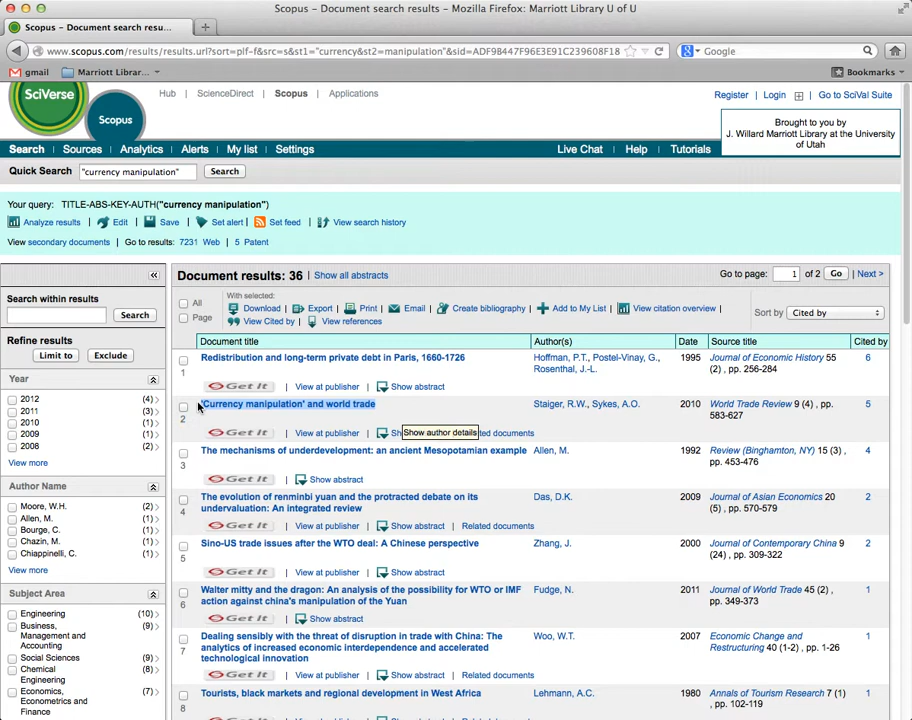 Scopus - Document search results - Mozilla Firefox: Marriott Library U of U
Scopus - Document search resu...
www.scopus.com/results/results.url?sort=plf-f&src=s&st1="currency&st2=manipulation"&sid=ADF9B447F96E3E91C239608F18
Google
gmail
Marriott Librar...
Bookmarks
SciVerse
Scopus
Hub
ScienceDirect
Scopus
Applications
Register
Login
Go to SciVal Suite
Brought to you by
J. Willard Marriott Library at the University
of Utah
Search
Sources
Analytics
Alerts
My list
Settings
Live Chat
Help
Tutorials
Quick Search
"currency manipulation"
Search
Your query: TITLE-ABS-KEY-AUTH("currency manipulation")
Analyze results
Edit
Save
Set alert
Set feed
View search history
View secondary documents
Go to results: 7231 Web
5 Patent
Search within results
Search
Refine results
Limit to
Exclude
Year
2012 (4)
2011 (3)
2010 (2)
2009 (2)
2008 (2)
View more
Author Name
Moore, W.H. (2)
Allen, M. (1)
Bourge, C. (1)
Chazin, M. (1)
Chiappinelli, C. (1)
View more
Subject Area
Engineering (10)
Business, (9)
Management and
Accounting
Social Sciences (9)
Chemical (8)
Engineering
Economics, (7)
Econometrics and
Finance
Document results: 36
Show all abstracts
Go to page: 1 of 2 Go
Next >
All
Page
With selected:
Download
Export
Print
Email
Create bibliography
Add to My List
View citation overview
View Cited by
View references
Sort by Cited by
Document title Author(s) Date Source title Cited by
1
Redistribution and long-term private debt in Paris, 1660-1726
Hoffman, P.T., Postel-Vinay, G.,
Rosenthal, J.-L.
1995
Journal of Economic History 55
(2) , pp. 256-284
6
Get It View at publisher Show abstract
2
'Currency manipulation' and world trade
Staiger, R.W., Sykes, A.O.
2010
World Trade Review 9 (4) , pp.
583-627
5
Get It View at publisher Sh
Show author details
ted documents
3
The mechanisms of underdevelopment: an ancient Mesopotamian example
Allen, M.
1992
Review (Binghamton, NY) 15 (3) ,
pp. 453-476
4
Get It Show abstract
4
The evolution of renminbi yuan and the protracted debate on its
undervaluation: An integrated review
Das, D.K.
2009
Journal of Asian Economics 20
(5) , pp. 570-579
2
Get It View at publisher Show abstract Related documents
5
Sino-US trade issues after the WTO deal: A Chinese perspective
Zhang, J.
2000
Journal of Contemporary China 9
(24) , pp. 309-322
2
Get It View at publisher Show abstract
6
Walter mitty and the dragon: An analysis of the possibility for WTO or IMF
action against china's manipulation of the Yuan
Fudge, N.
2011
Journal of World Trade 45 (2) ,
pp. 349-373
1
Get It Show abstract
7
Dealing sensibly with the threat of disruption in trade with China: The
analytics of increased economic interdependence and accelerated
technological innovation
Woo, W.T.
2007
Economic Change and
Restructuring 40 (1-2) , pp. 1-26
1
Get It View at publisher Show abstract Related documents
8
Tourists, black markets and regional development in West Africa
Lehmann, A.C.
1980
Annals of Tourism Research 7 (1)
, pp. 102-119
1